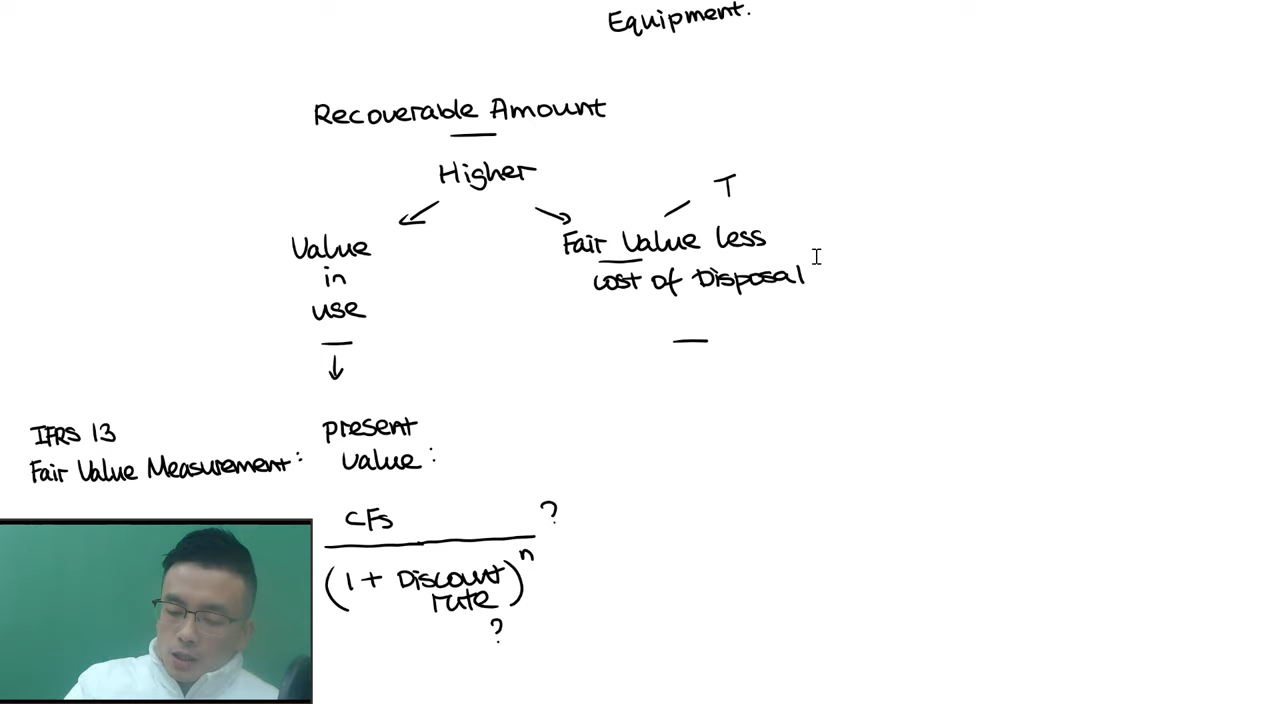 Equipment.
Recoverable Amount
Higher
T
Value
in
use
Fair Value less
cost of Disposal
IFRS 13
Fair Value Measurement:
present
value:
CFs
?
(1 + Discount
rate)
n
?